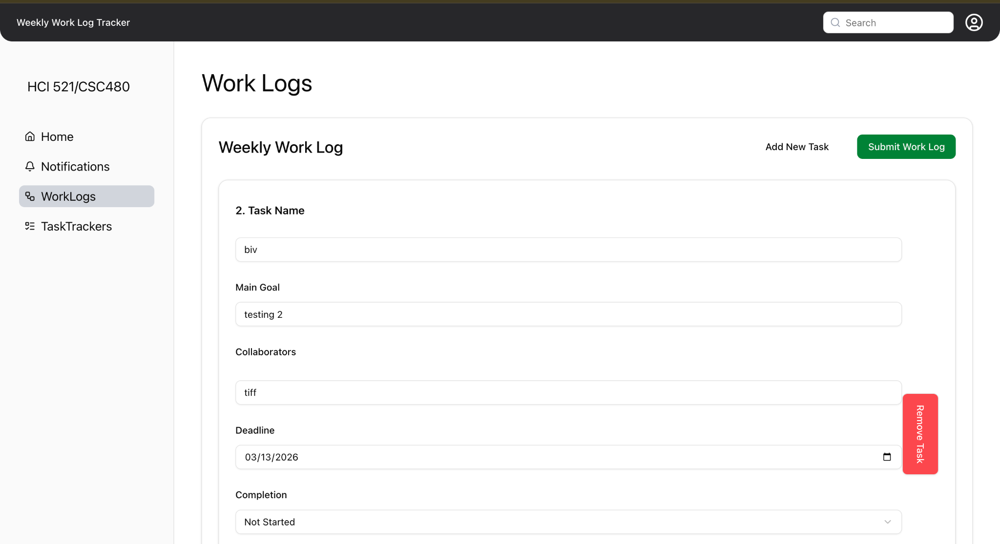 Weekly Work Log Tracker
Search
HCI 521/CSC480
Home
Notifications
WorkLogs
TaskTrackers
Work Logs
Weekly Work Log
Add New Task
Submit Work Log
2. Task Name
biv
Main Goal
testing 2
Collaborators
tiff
Remove Task
Deadline
03/13/2026
Completion
Not Started